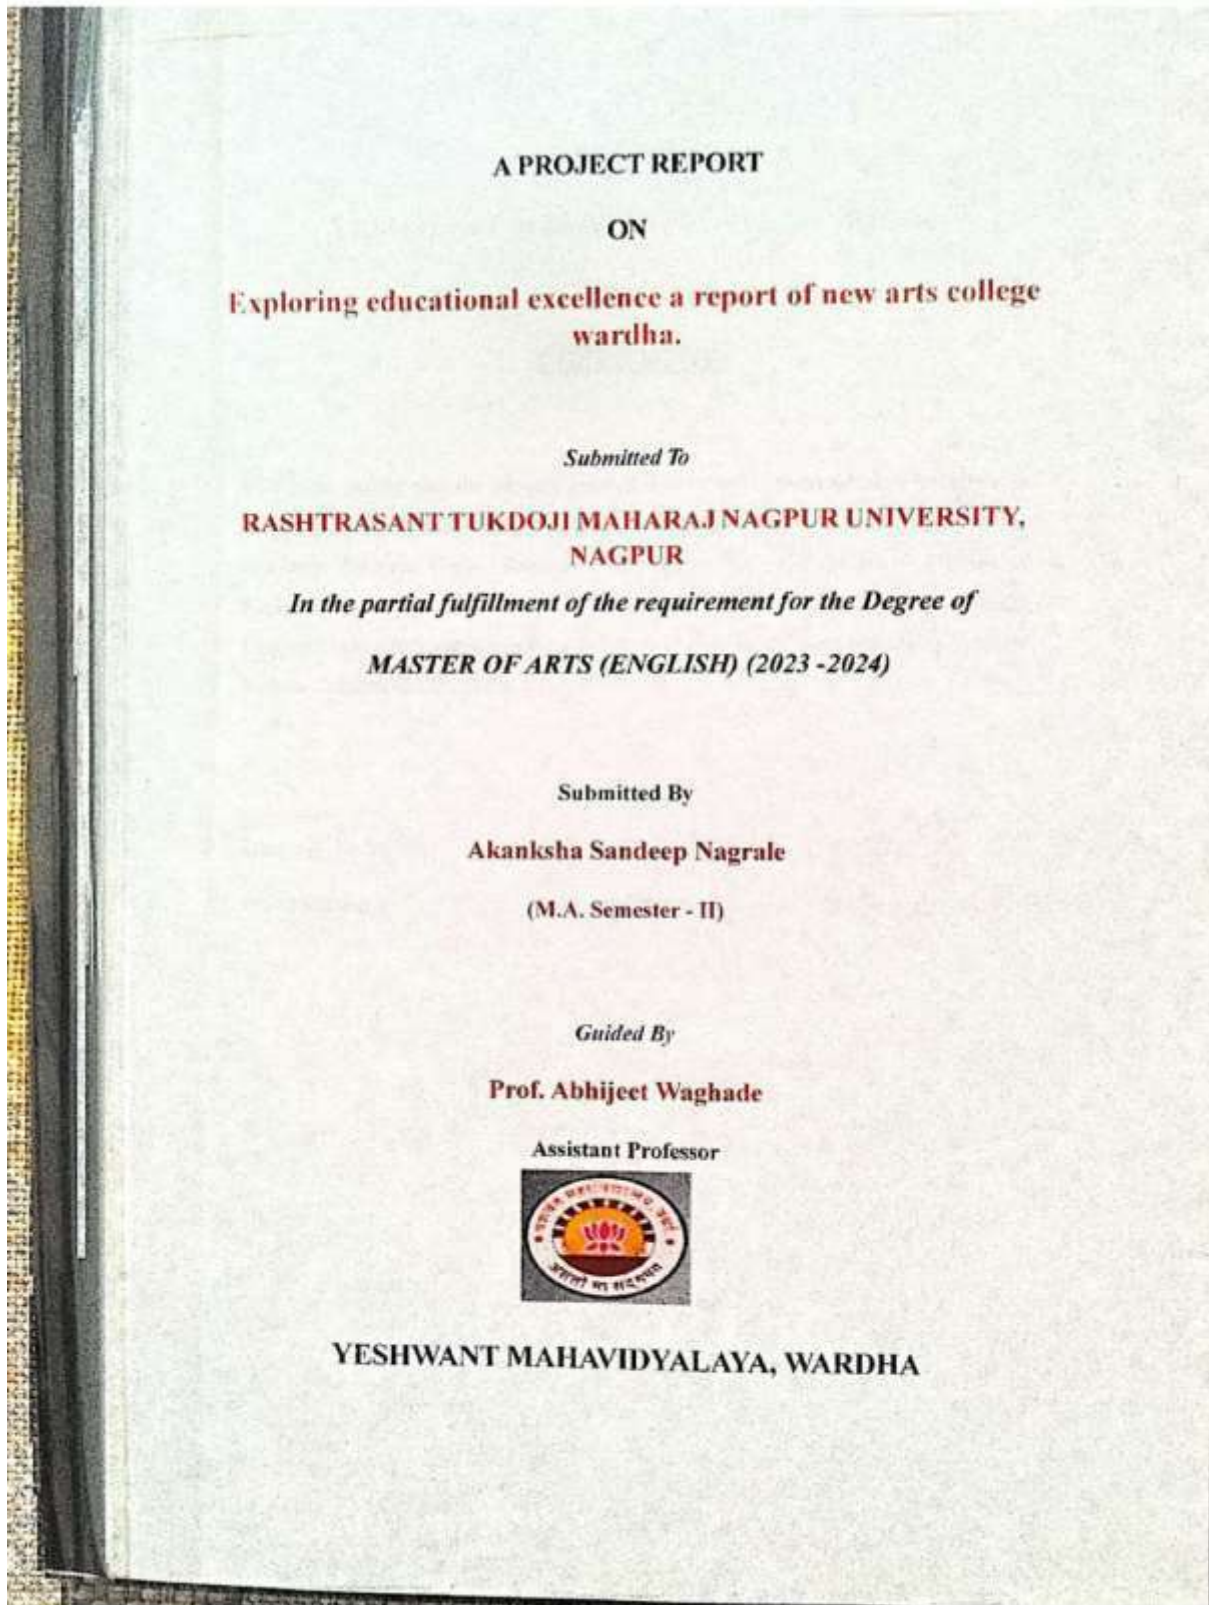 A PROJECT REPORT
ON
Exploring educational excellence a report of new arts college
wardha.
Submitted To
RASHTRASANT TUKDOJI MAHARAJ NAGPUR UNIVERSITY,
NAGPUR
In the partial fulfillment of the requirement for the Degree of
MASTER OF ARTS (ENGLISH) (2023 -2024)
Submitted By
Akanksha Sandeep Nagrale
(M.A. Semester - II)
Guided By
Prof. Abhijeet Waghade
Assistant Professor
YESHWANT MAHAVIDYALAYA, WARDHA